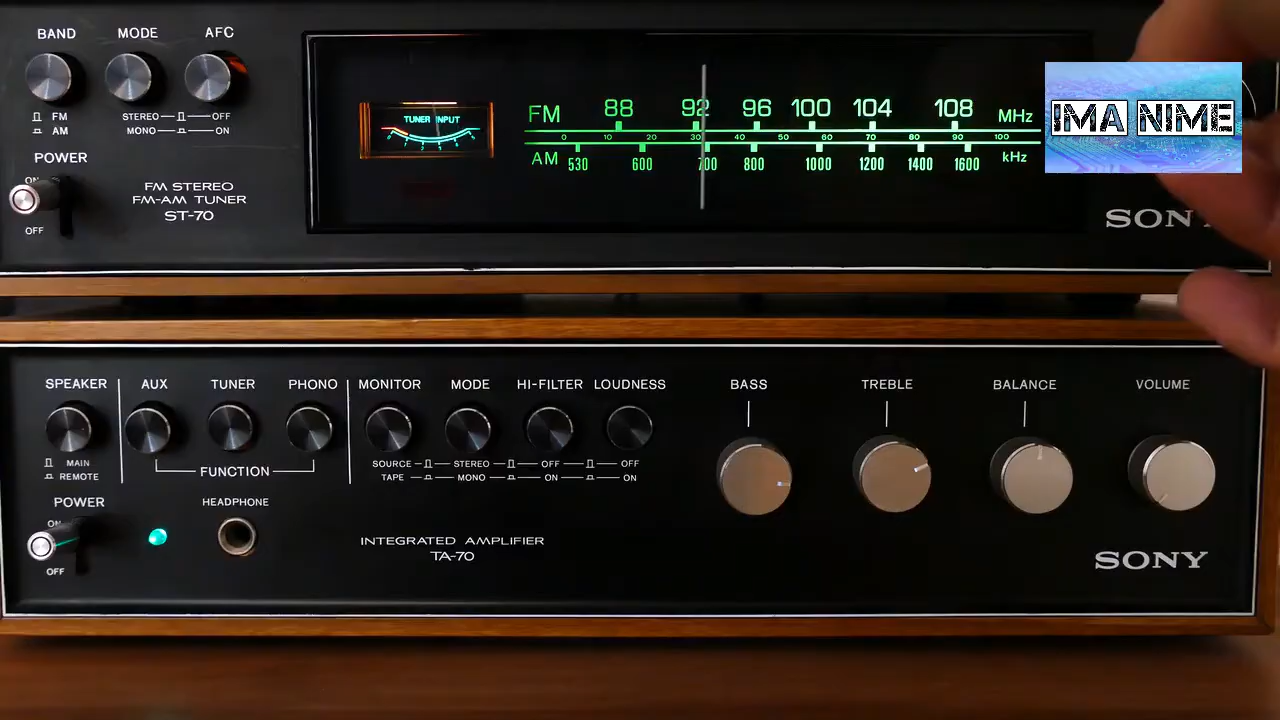 BAND MODE AFC
FM STEREO OFF
AM MONO ON
POWER
ON
OFF
FM STEREO
FM-AM TUNER
ST-70
TUNER INPUT
FM 88 92 96 100 104 108 MHz
0 10 20 30 40 50 60 70 80 90 100
AM 530 600 700 800 1000 1200 1400 1600 kHz
IMA NIME
SONY
SPEAKER AUX TUNER PHONO MONITOR MODE HI-FILTER LOUDNESS BASS TREBLE BALANCE VOLUME
MAIN SOURCE STEREO OFF OFF
REMOTE FUNCTION TAPE MONO ON ON
POWER HEADPHONE
ON
OFF
INTEGRATED AMPLIFIER
TA-70
SONY